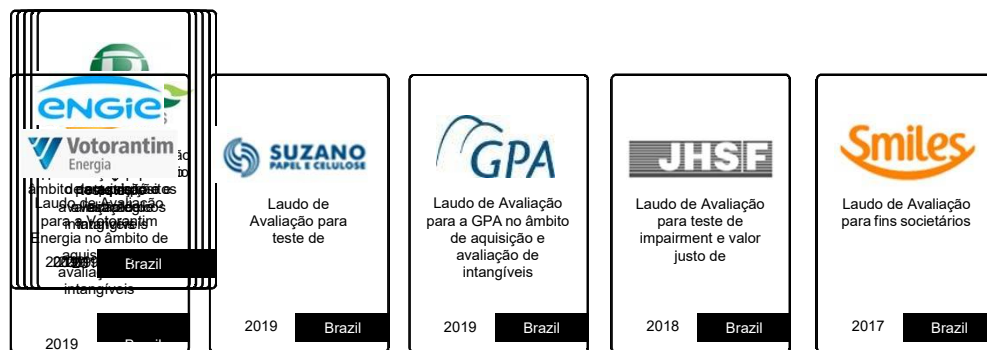 ENGIE
Votorantim
Energia
Laudo de Avaliação
para a Votorantim
Energia no âmbito de
intangíveis
Brazil
2019
SUZANO
PAPEL E CELULOSE
Laudo de
Avaliação para
teste de
2019
Brazil
GPA
Laudo de Avaliação
para a GPA no âmbito
de aquisição e
avaliação de
intangíveis
2019
Brazil
JHSF
Laudo de Avaliação
para teste de
impairment e valor
justo de
2018
Brazil
Smiles
Laudo de Avaliação
para fins societários
2017
Brazil